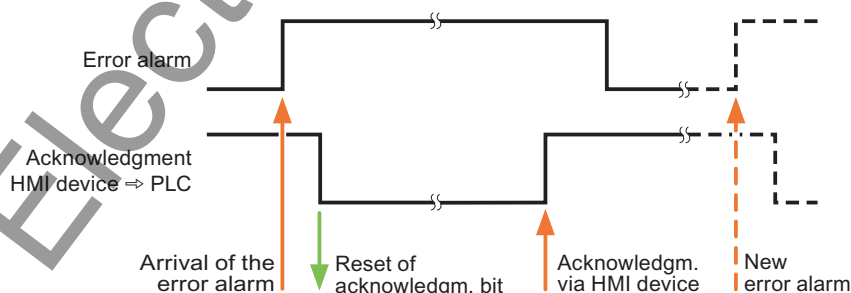 Error alarm
Acknowledgment
HMI device ⇨ PLC
Arrival of the
error alarm
Reset of
acknowledgm. bit
Acknowledgm.
via HMI device
New
error alarm
Elect